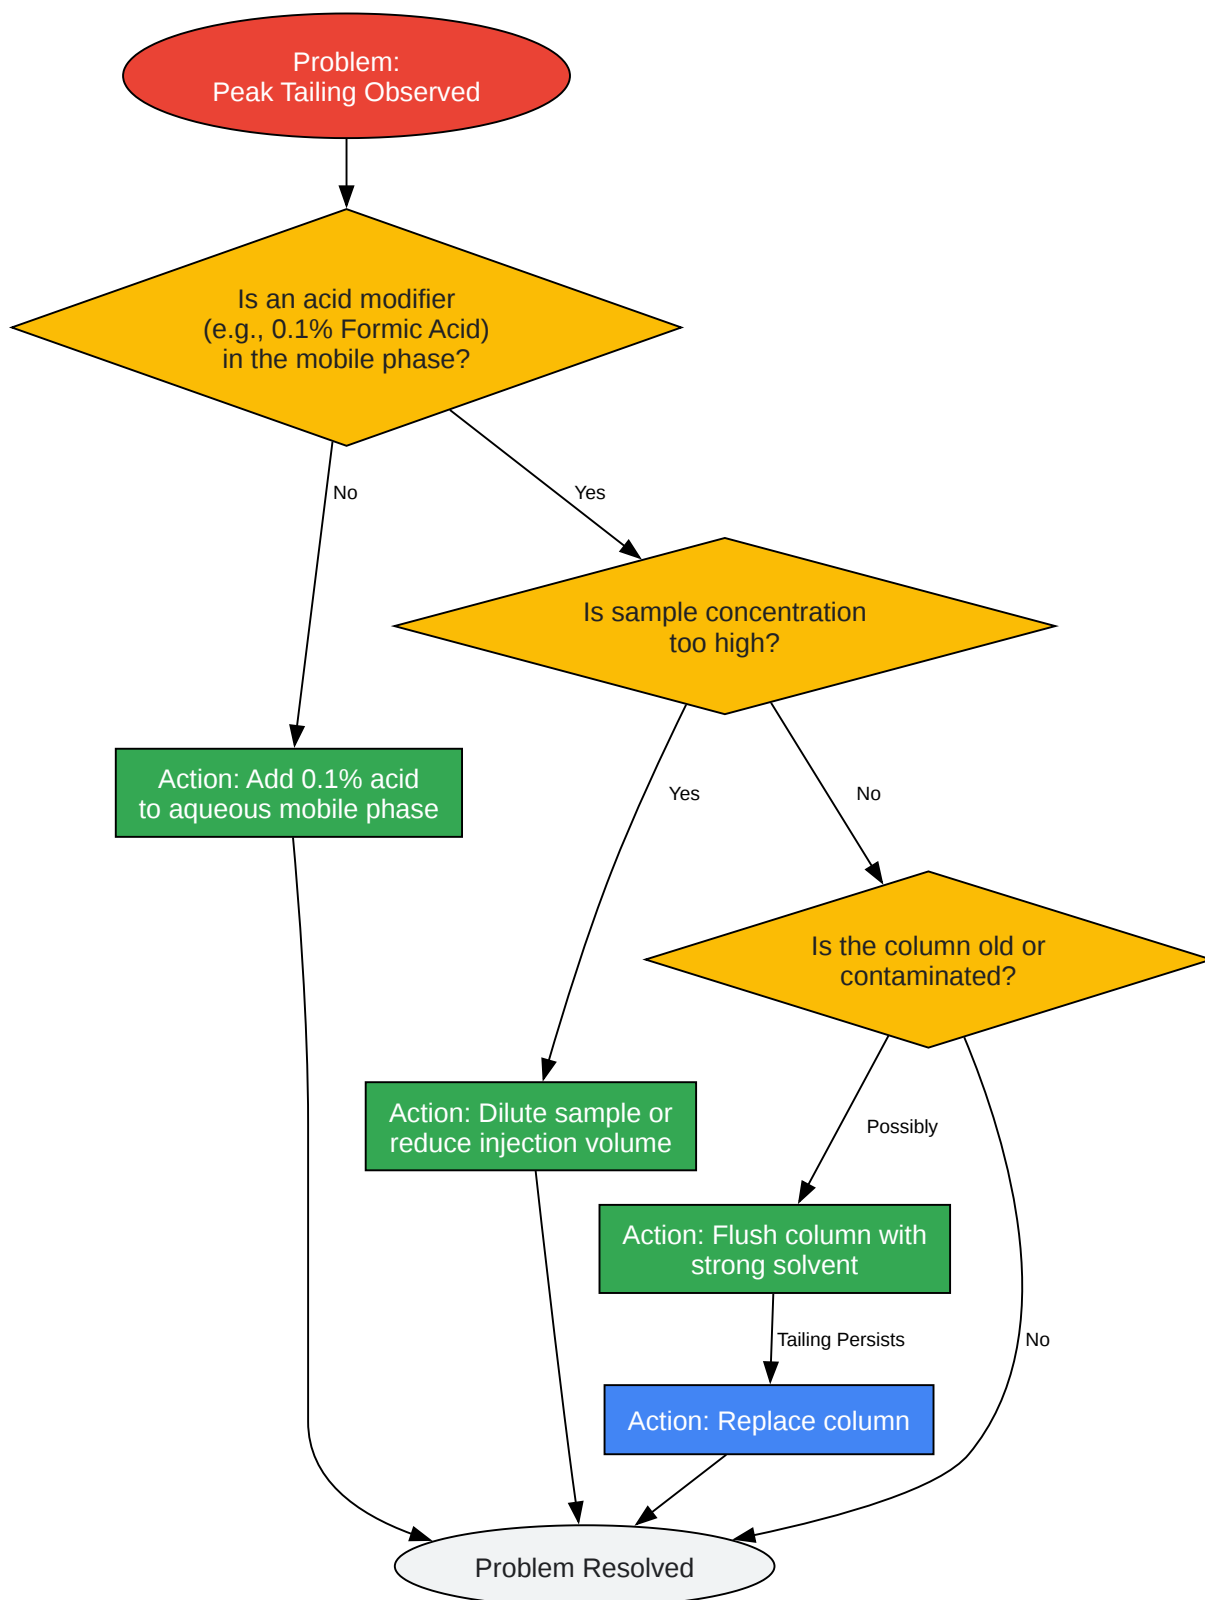 Problem:
Peak Tailing Observed
Is an acid modifier
(e.g., 0.1% Formic Acid)
in the mobile phase?
No
Yes
Is sample concentration
too high?
Action: Add 0.1% acid
to aqueous mobile phase
Yes
No
Is the column old or
contaminated?
Action: Dilute sample or
reduce injection volume
Possibly
Action: Flush column with
strong solvent
Tailing Persists
No
Action: Replace column
Problem Resolved